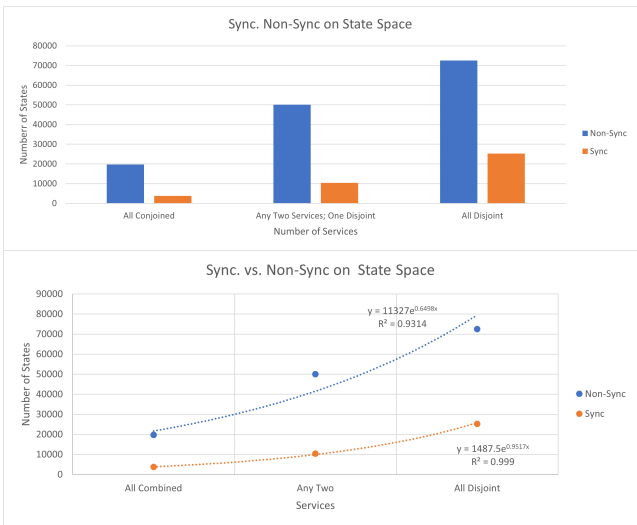 Sync. Non-Sync on State Space
80000
70000
60000
50000
40000
30000
20000
10000
0
Numberr of States
All Conjoined
Any Two Services; One Disjoint
All Disjoint
Number of Services
Non-Sync
Sync
Sync. vs. Non-Sync on State Space
90000
80000
70000
60000
50000
40000
30000
20000
10000
0
Number of States
y = 11327e^0.6498x
R² = 0.9314
y = 1487.5e^0.9517x
R² = 0.999
All Combined
Any Two
All Disjoint
Services
Non-Sync
Sync